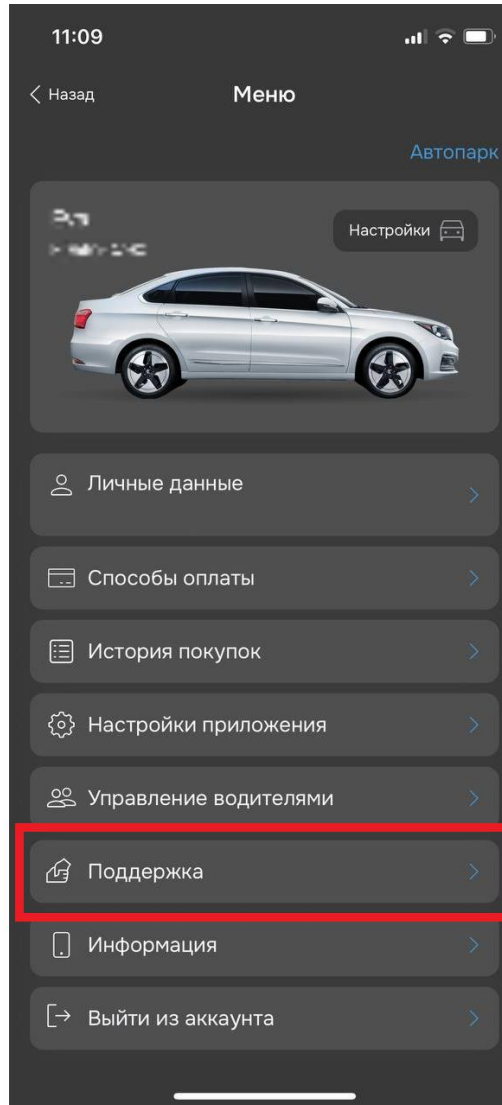 11:09
Назад
Меню
Автопарк
Настройки
Личные данные
Способы оплаты
История покупок
Настройки приложения
Управление водителями
Поддержка
Информация
Выйти из аккаунта